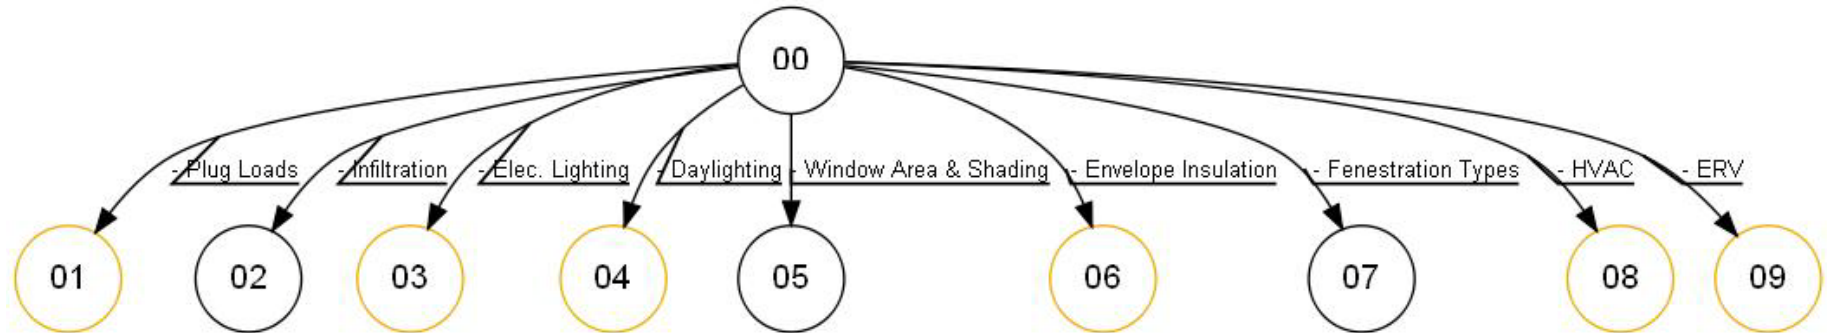 00
- Plug Loads
- Infiltration
- Elec. Lighting
- Daylighting
- Window Area & Shading
- Envelope Insulation
- Fenestration Types
- HVAC
- ERV
01
02
03
04
05
06
07
08
09